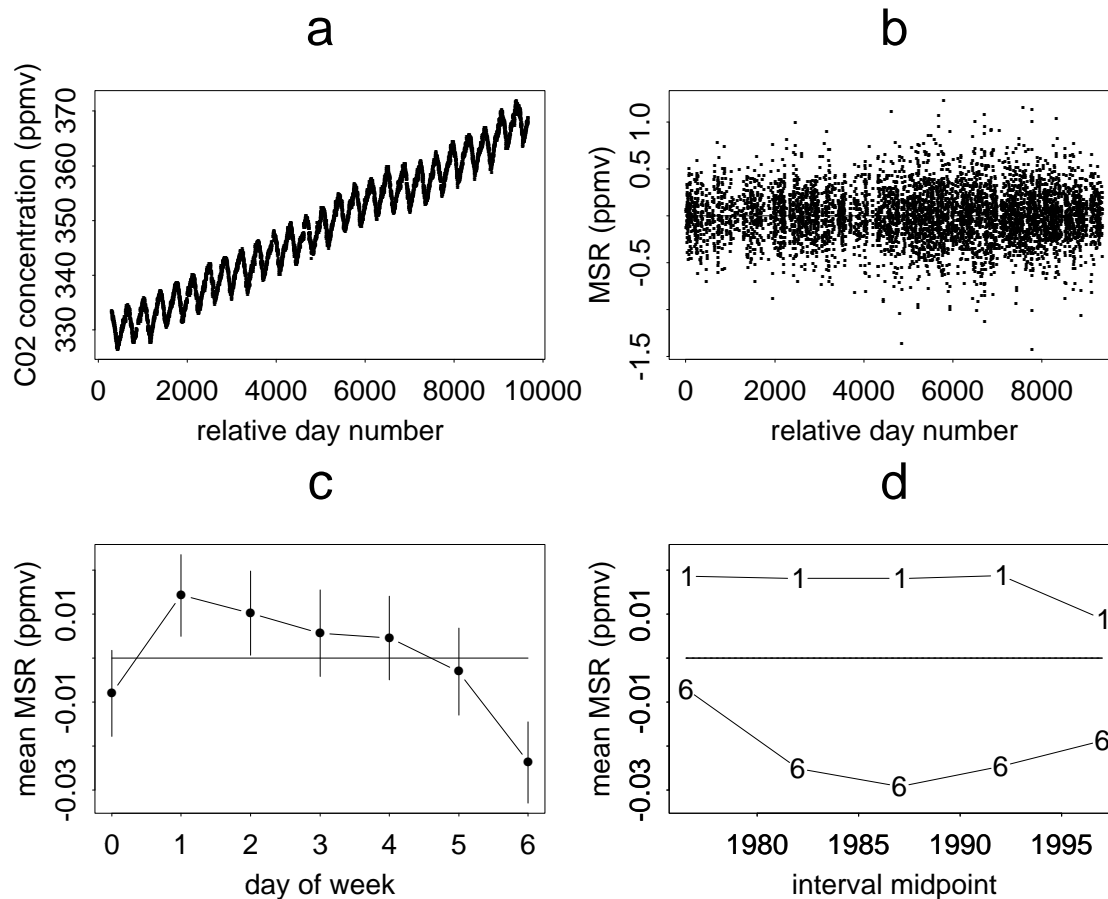 a
C02 concentration (ppmv)
330 340 350 360 370
0 2000 4000 6000 8000 10000
relative day number
b
MSR (ppmv)
-1.5 -0.5 0.5 1.0
0 2000 4000 6000 8000
relative day number
c
mean MSR (ppmv)
-0.03 -0.01 0.01
0 1 2 3 4 5 6
day of week
d
mean MSR (ppmv)
-0.03 -0.01 0.01
1 1 1 1 1
6 6 6 6 6
1980 1985 1990 1995
interval midpoint